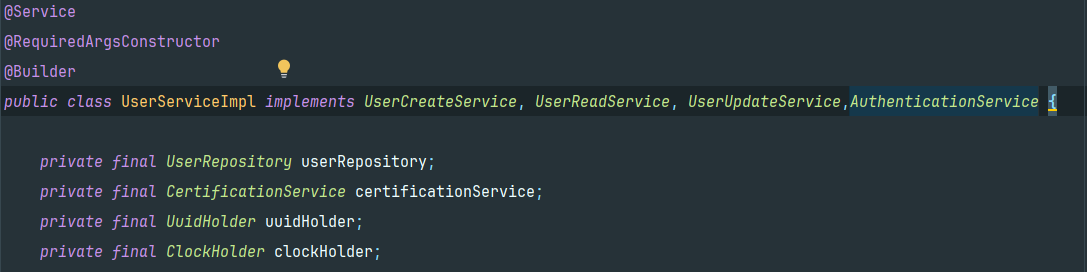 @Service
@RequiredArgsConstructor
@Builder
public class UserServiceImpl implements UserCreateService, UserReadService, UserUpdateService,AuthenticationService {
private final UserRepository userRepository;
private final CertificationService certificationService;
private final UuidHolder uuidHolder;
private final ClockHolder clockHolder;